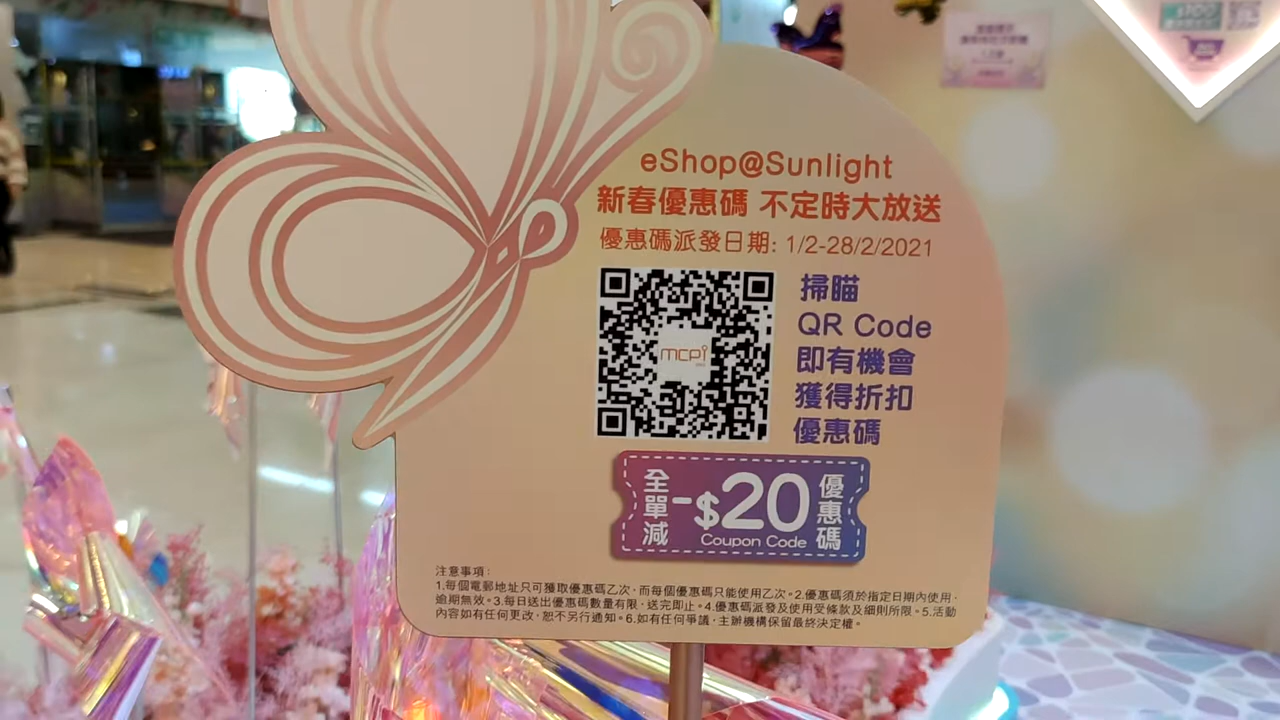 eShop@Sunlight
新春優惠碼 不定時大放送
優惠碼派發日期: 1/2-28/2/2021
掃瞄
QR Code
即有機會
獲得折扣
優惠碼
mcpi
全單減 -$20 優惠碼
Coupon Code
注意事項:
1.每個電郵地址只可獲取優惠碼乙次,而每個優惠碼只能使用乙次。2.優惠碼須於指定日期內使用,
逾期無效。3.每日送出優惠碼數量有限,送完即止。4.優惠碼派發及使用受條款及細則所限。5.活動
內容如有任何更改,恕不另行通知。6.如有任何爭議,主辦機構保留最終決定權。
$100